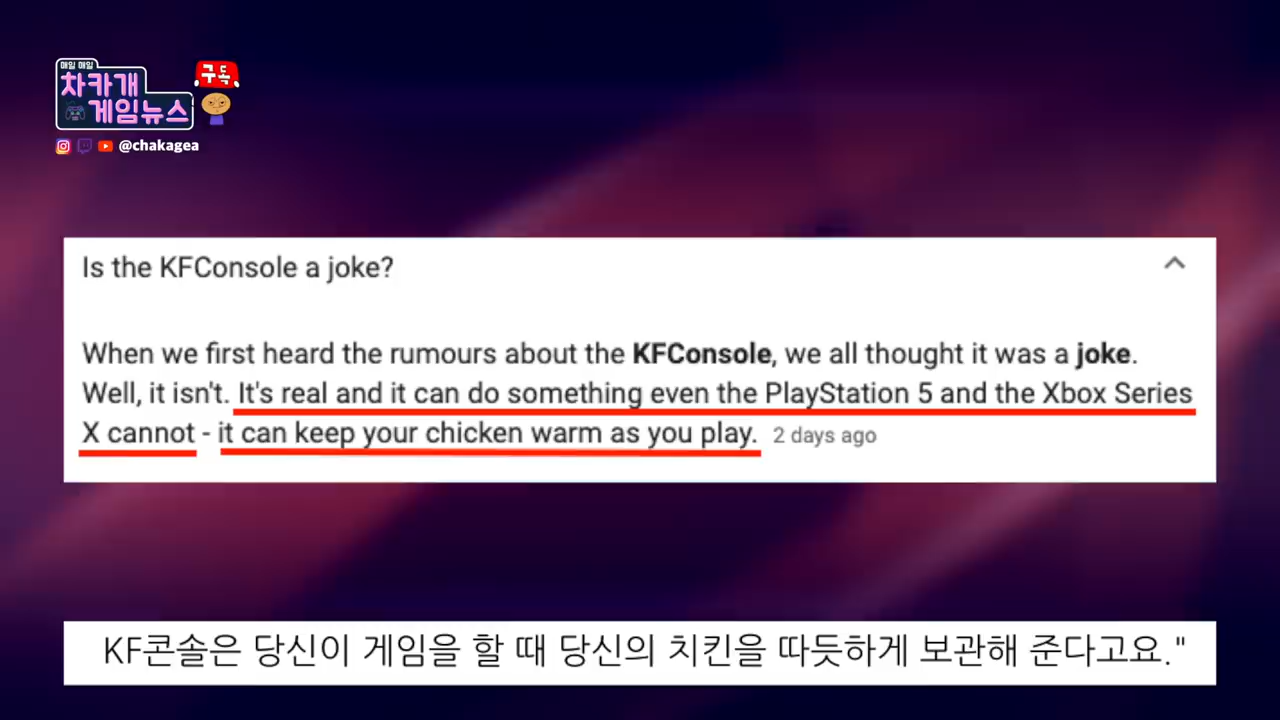 매일 매일
차카개
게임뉴스
구독
@chakagea
Is the KFConsole a joke?
When we first heard the rumours about the KFConsole, we all thought it was a joke.
Well, it isn't. It's real and it can do something even the PlayStation 5 and the Xbox Series
X cannot - it can keep your chicken warm as you play. 2 days ago
KF콘솔은 당신이 게임을 할 때 당신의 치킨을 따듯하게 보관해 준다고요."